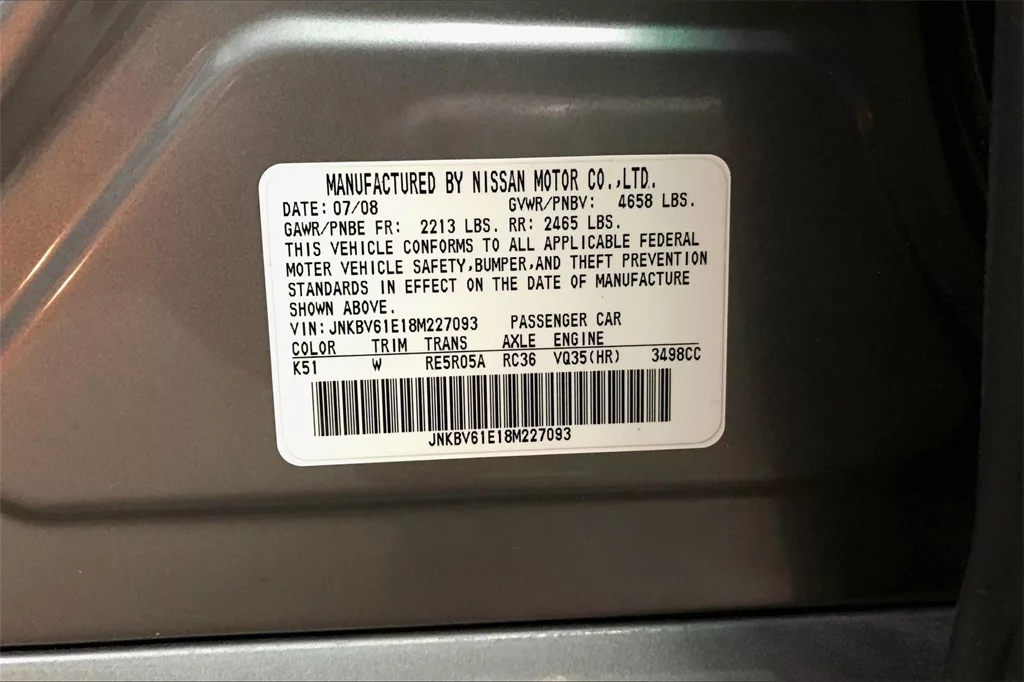 MANUFACTURED BY NISSAN MOTOR CO.,LTD.
DATE: 07/08 GVWR/PNBV: 4658 LBS.
GAWR/PNBE FR: 2213 LBS. RR: 2465 LBS.
THIS VEHICLE CONFORMS TO ALL APPLICABLE FEDERAL
MOTER VEHICLE SAFETY,BUMPER,AND THEFT PREVENTION
STANDARDS IN EFFECT ON THE DATE OF MANUFACTURE
SHOWN ABOVE.
VIN:JNKBV61E18M227093 PASSENGER CAR
COLOR TRIM TRANS AXLE ENGINE
K51 W RE5R05A RC36 VQ35(HR) 3498CC
JNKBV61E18M227093